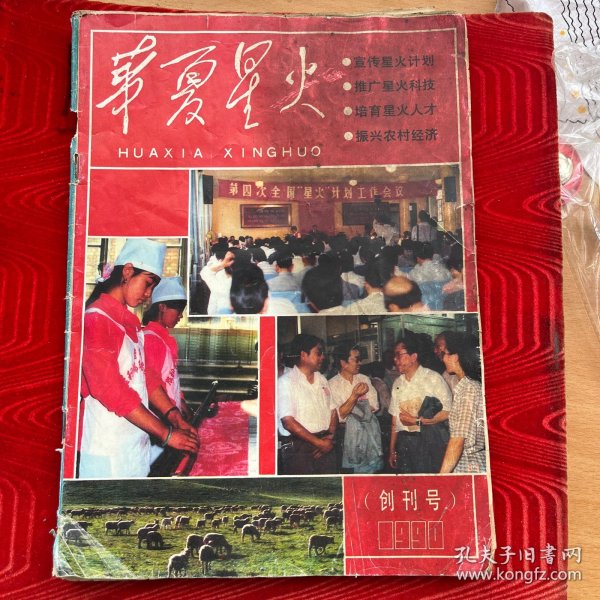 华夏星火
HUAXIA XINGHUO
宣传星火计划
推广星火科技
培育星火人才
振兴农村经济
第四次全国“星火”计划工作会议
(创刊号)
1991
孔夫子旧书网
www.kongfz.com